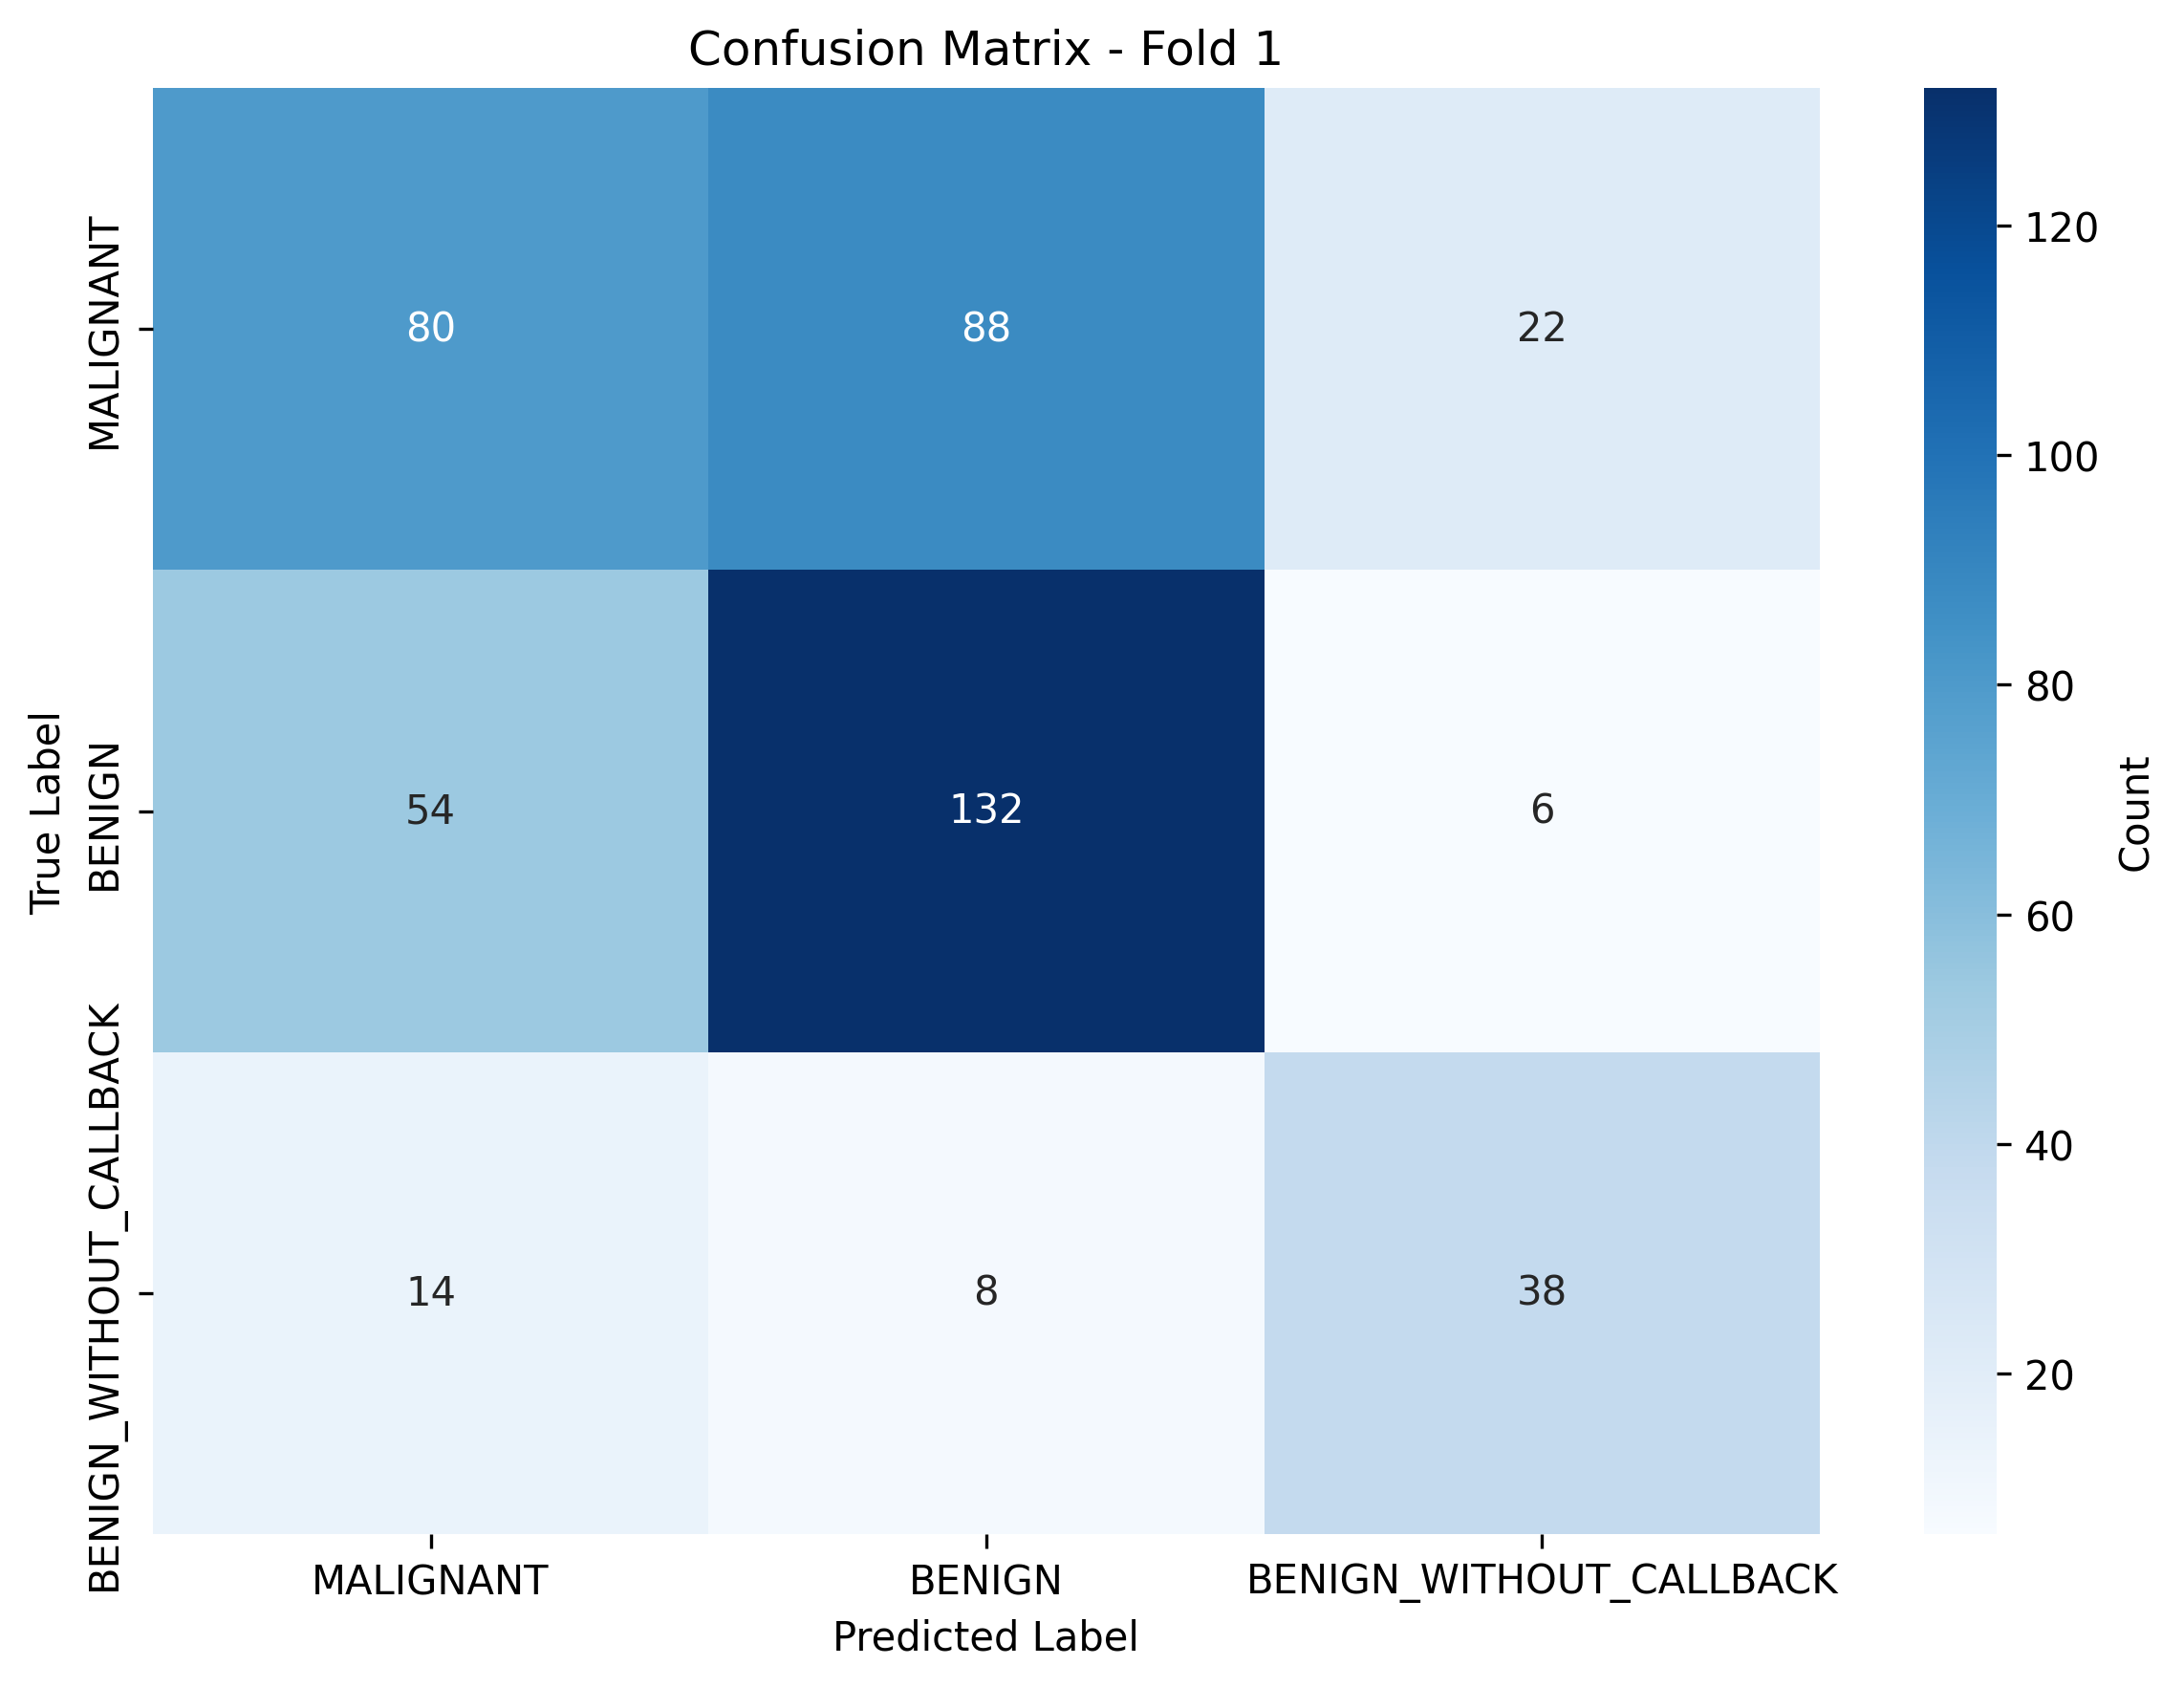 Confusion Matrix - Fold 1
True Label
MALIGNANT
80 88 22
BENIGN
54 132 6
BENIGN_WITHOUT_CALLBACK
14 8 38
MALIGNANT BENIGN BENIGN_WITHOUT_CALLBACK
Predicted Label
120
100
80
60
40
20
Count